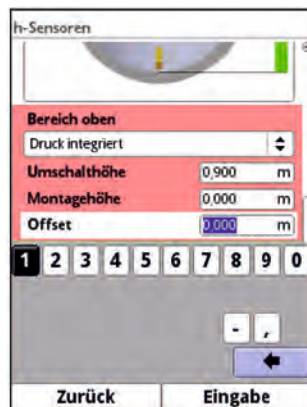 h-Sensoren
Bereich oben
Druck integriert
Umschalthöhe 0,900 m
Montagehöhe 0,000 m
Offset 0,000 m
1 2 3 4 5 6 7 8 9 0
- ,
Zurück Eingabe